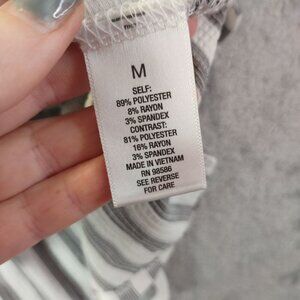 M
SELF:
89% POLYESTER
8% RAYON
3% SPANDEX
CONTRAST:
81% POLYESTER
16% RAYON
3% SPANDEX
MADE IN VIETNAM
RN 98586
SEE REVERSE
FOR CARE